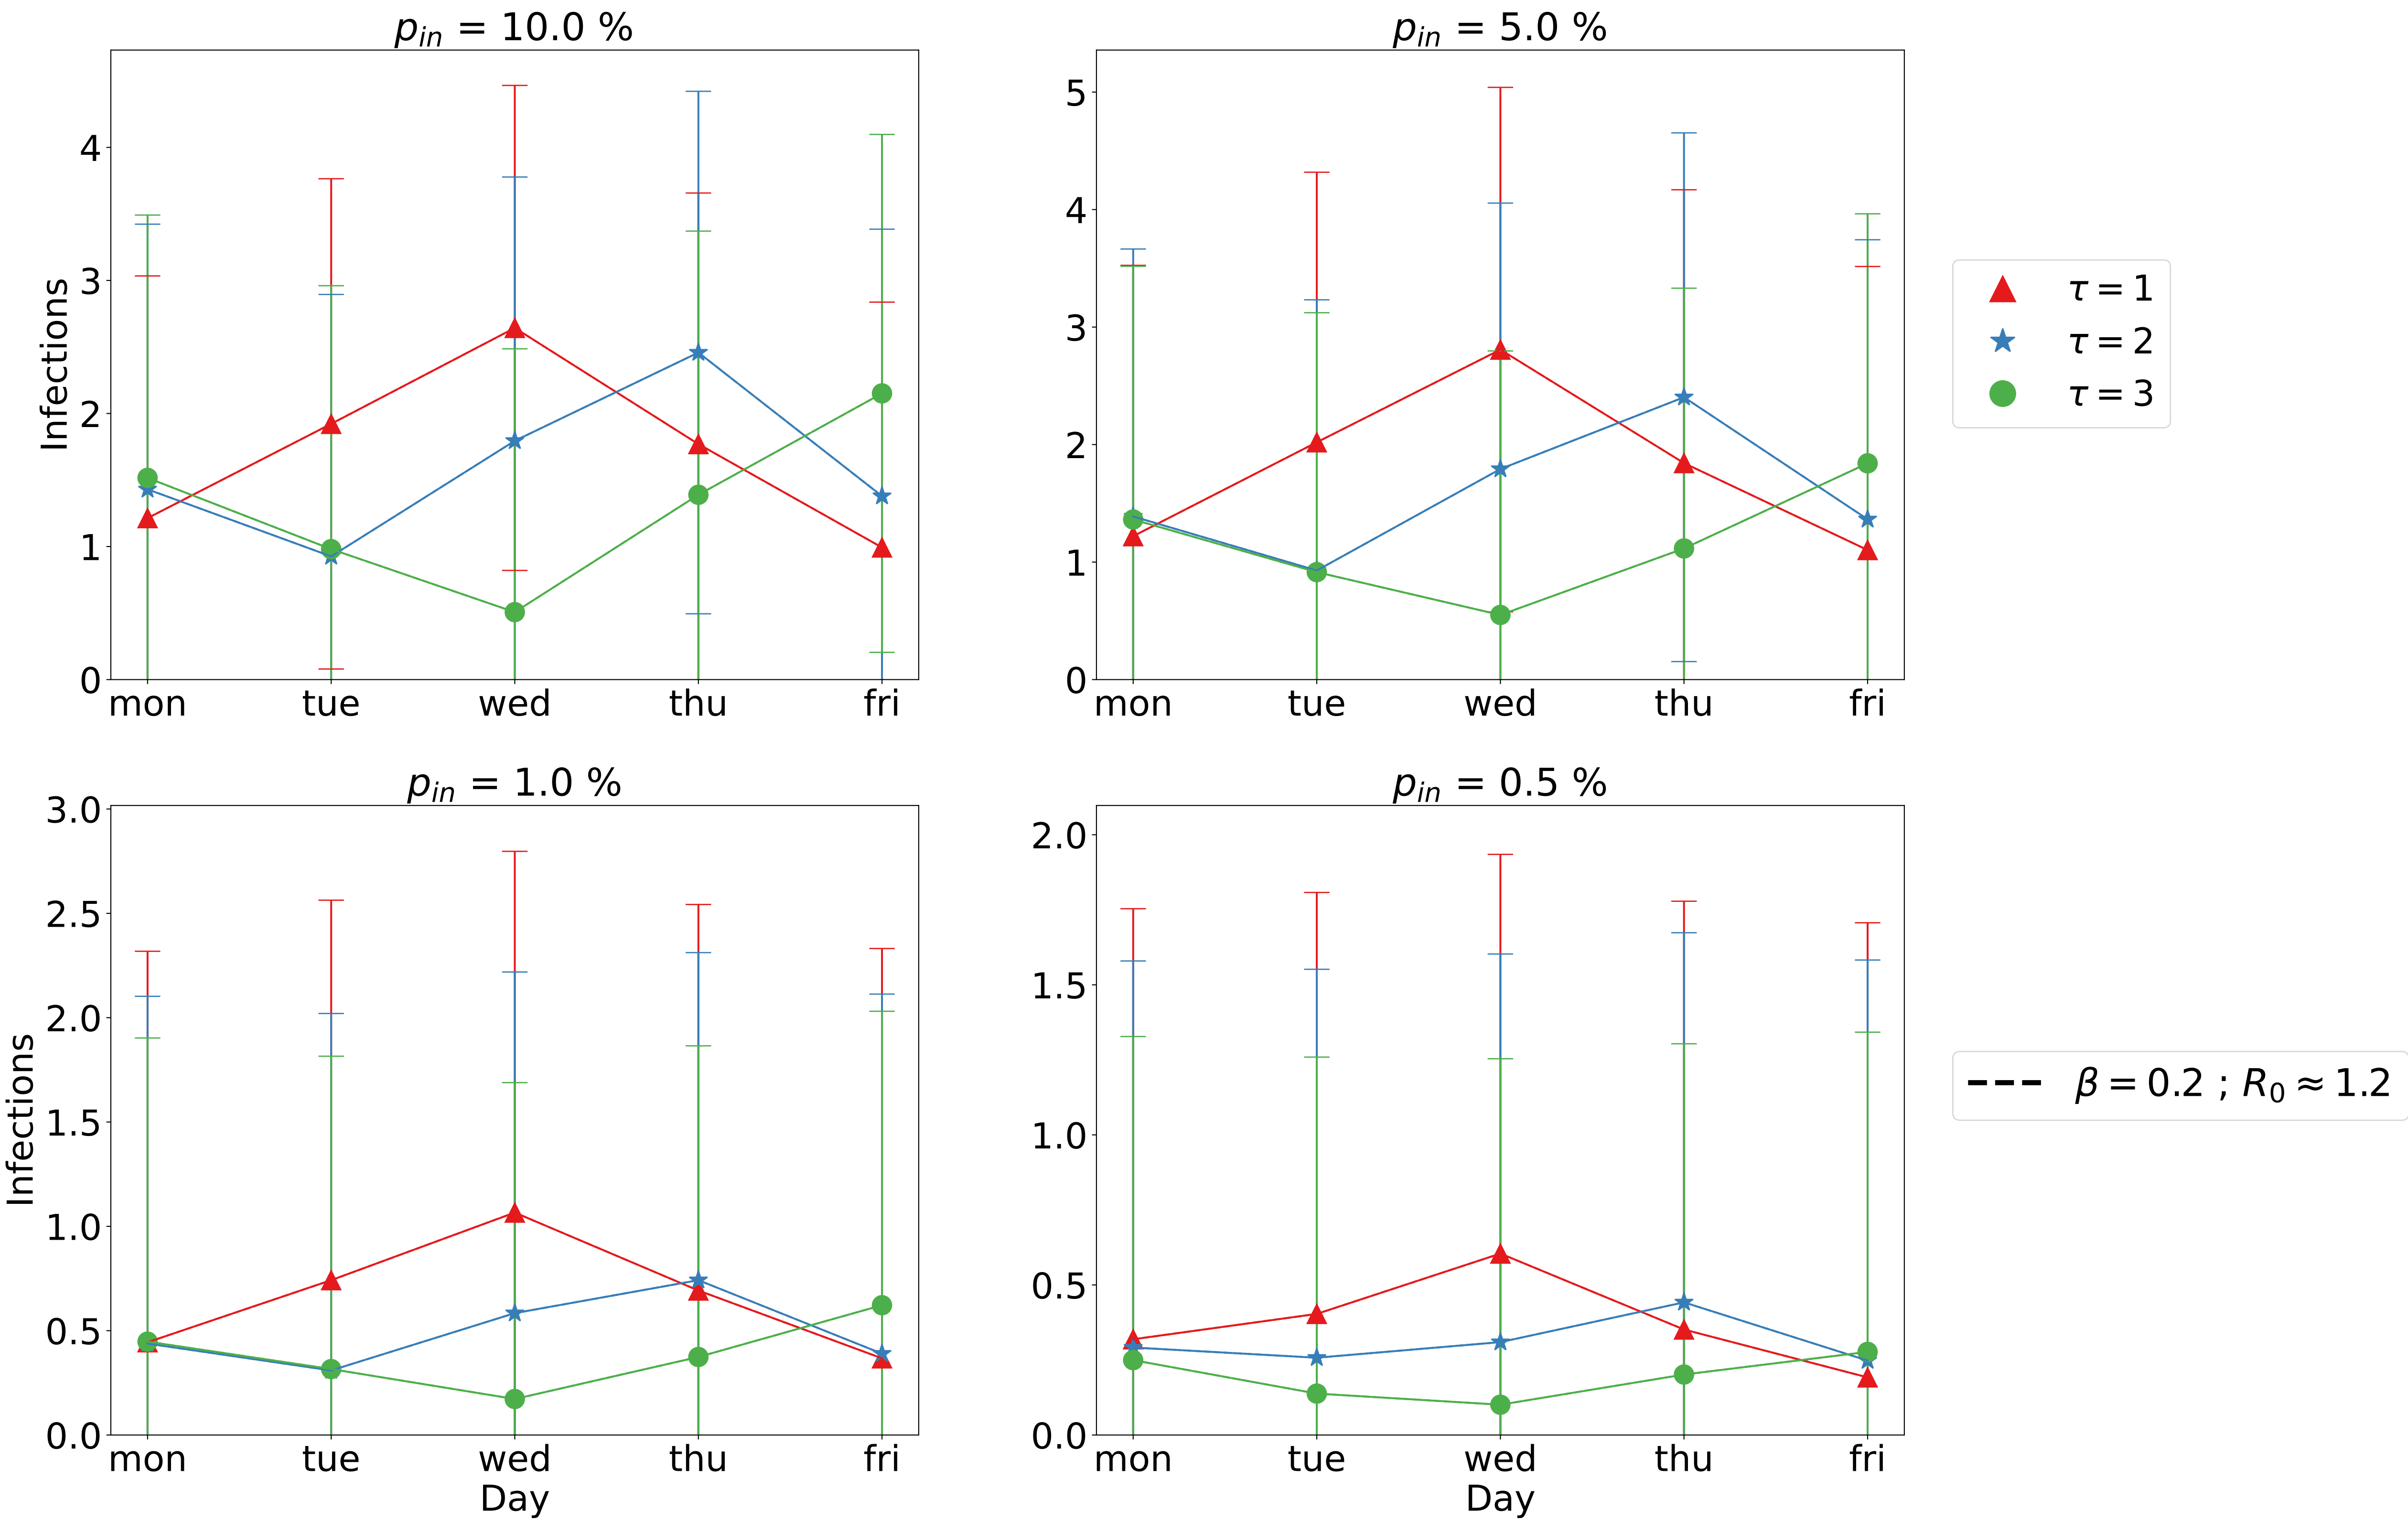 p_in = 10.0 %
Infections
4
3
2
1
0
mon tue wed thu fri
p_in = 5.0 %
5
4
3
2
1
0
mon tue wed thu fri
τ = 1
τ = 2
τ = 3
p_in = 1.0 %
Infections
3.0
2.5
2.0
1.5
1.0
0.5
0.0
mon tue wed thu fri
Day
p_in = 0.5 %
2.0
1.5
1.0
0.5
0.0
mon tue wed thu fri
Day
β = 0.2 ; R₀ ≈ 1.2